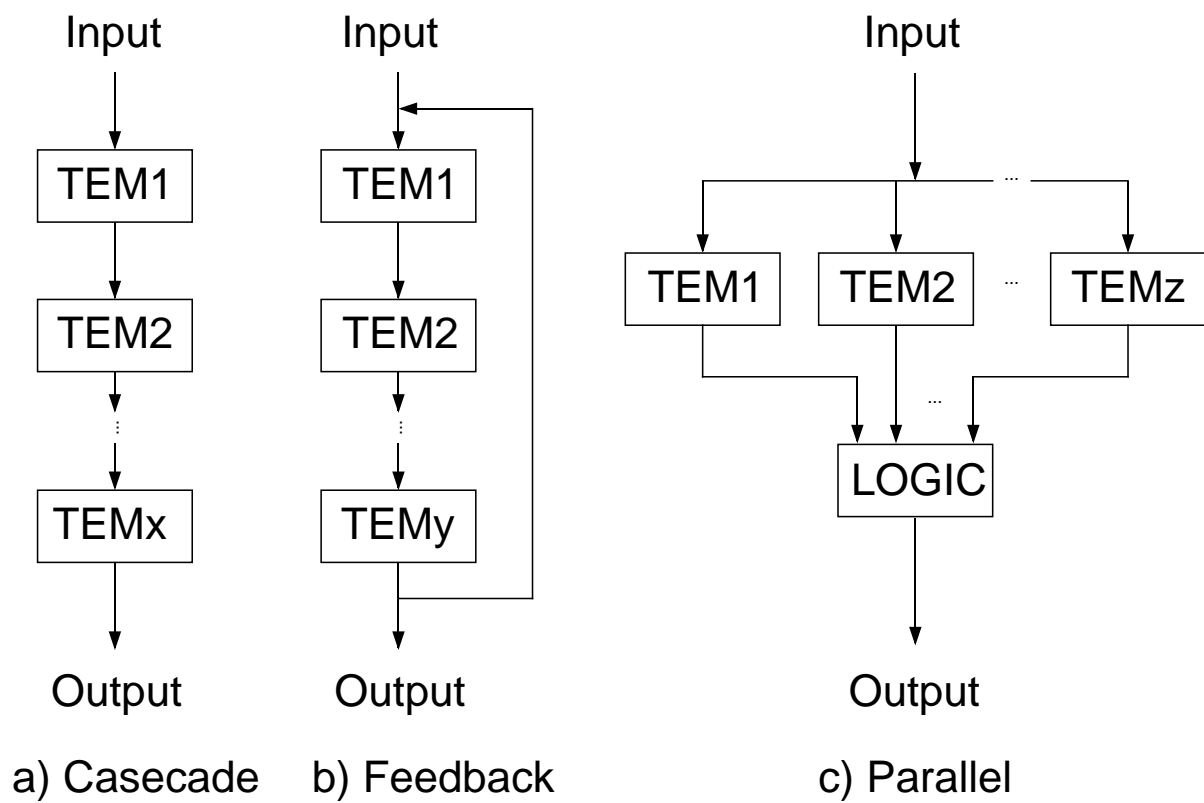 Input
TEM1
TEM2
...
TEMx
Output
a) Casecade
Input
TEM1
TEM2
...
TEMy
Output
b) Feedback
Input
...
TEM1 TEM2 ... TEMz
...
LOGIC
Output
c) Parallel